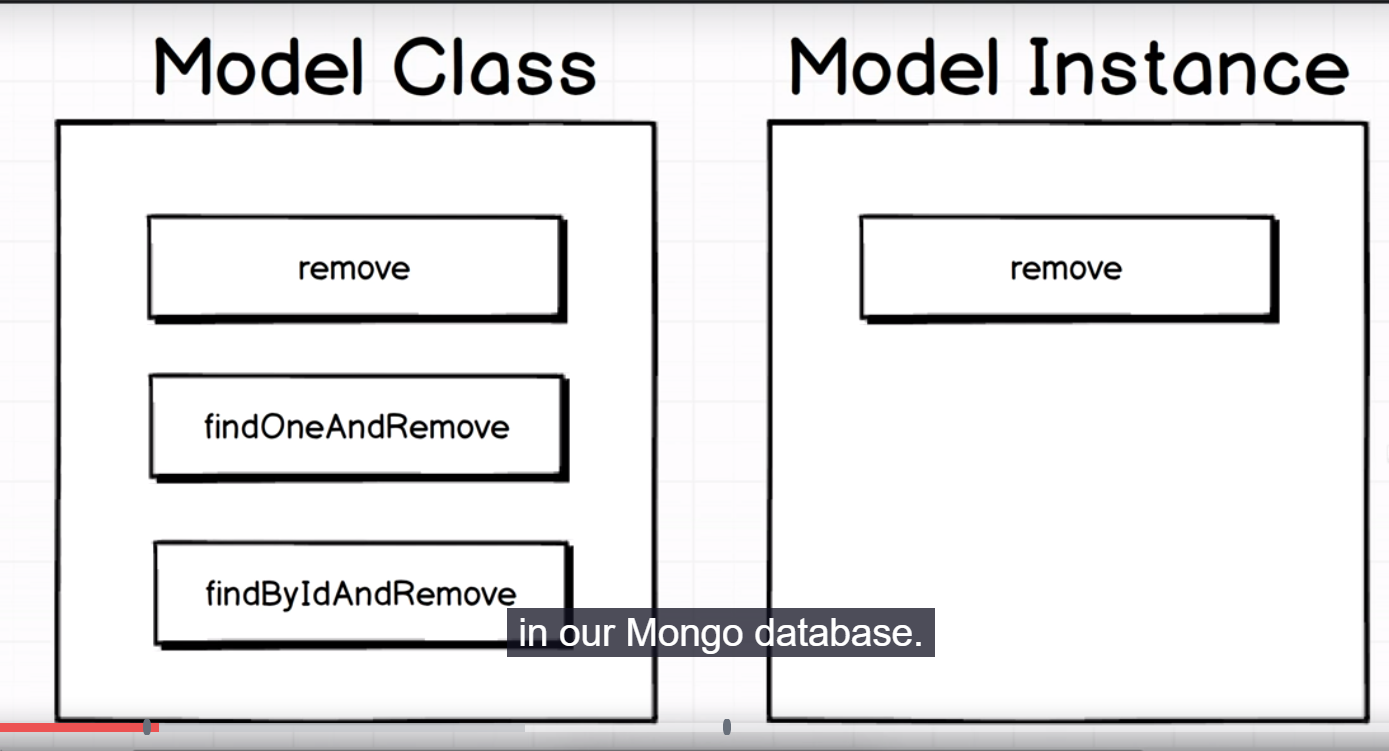 Model Class
Model Instance
remove
findOneAndRemove
findByIdAndRemove
remove
in our Mongo database.